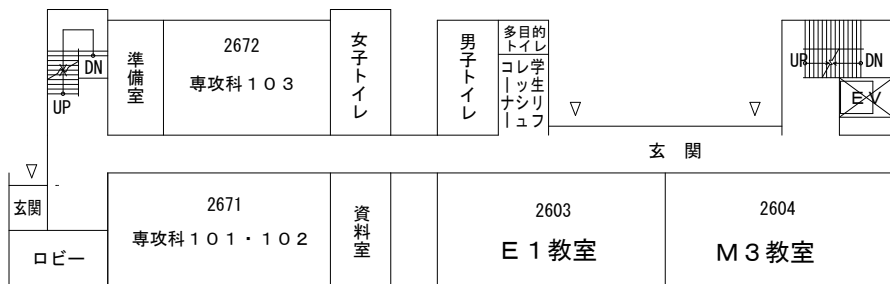 DN
UP
準備室
2672
専攻科103
女子トイレ
男子トイレ
多目的
トイレ
学生リフ
レッシュ
コーナー
UP
DN
EV
玄 関
玄関
ロビー
2671
専攻科101・102
資料室
2603
E1教室
2604
M3教室